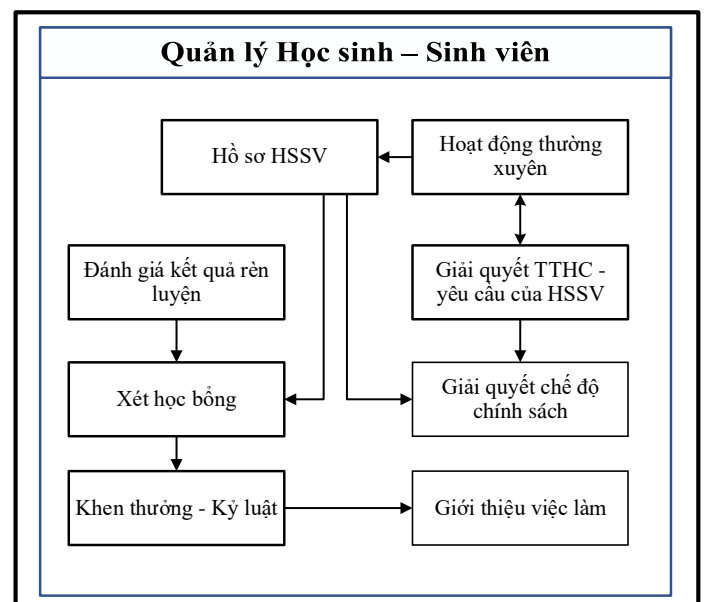 Quản lý Học sinh – Sinh viên
Hồ sơ HSSV
Hoạt động thường
xuyên
Đánh giá kết quả rèn
luyện
Giải quyết TTHC -
yêu cầu của HSSV
Xét học bổng
Giải quyết chế độ
chính sách
Khen thưởng - Kỷ luật
Giới thiệu việc làm